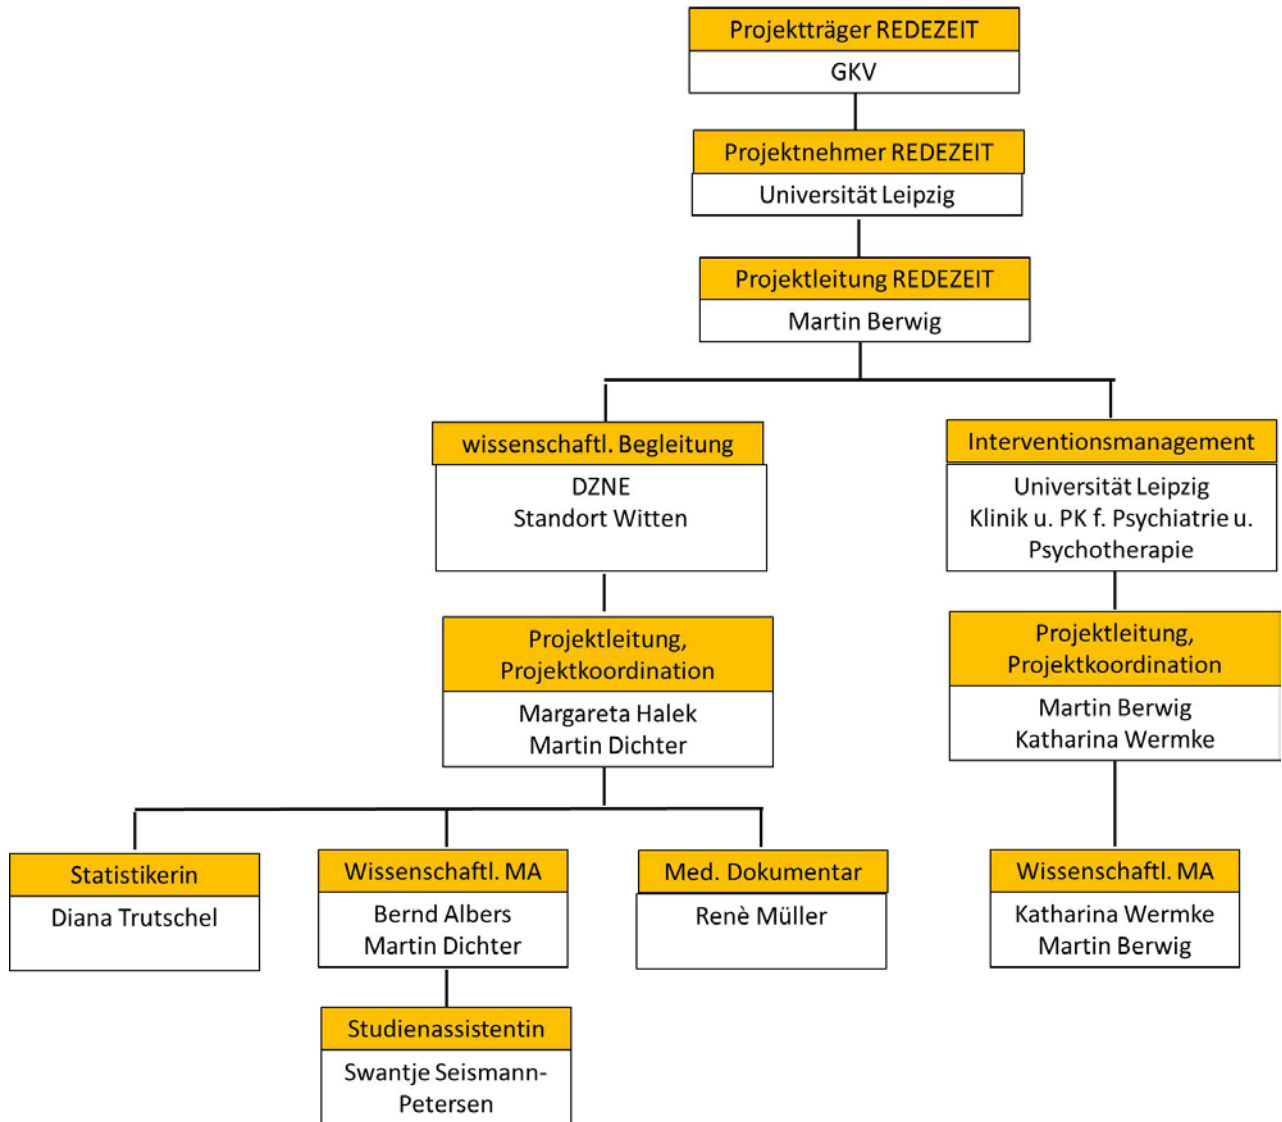 Projektträger REDEZEIT
GKV
Projektnehmer REDEZEIT
Universität Leipzig
Projektleitung REDEZEIT
Martin Berwig
wissenschaftl. Begleitung
DZNE
Standort Witten
Interventionsmanagement
Universität Leipzig
Klinik u. PK f. Psychiatrie u.
Psychotherapie
Projektleitung,
Projektkoordination
Margareta Halek
Martin Dichter
Projektleitung,
Projektkoordination
Martin Berwig
Katharina Wermke
Statistikerin
Diana Trutschel
Wissenschaftl. MA
Bernd Albers
Martin Dichter
Med. Dokumentar
Renè Müller
Wissenschaftl. MA
Katharina Wermke
Martin Berwig
Studienassistentin
Swantje Seismann-
Petersen